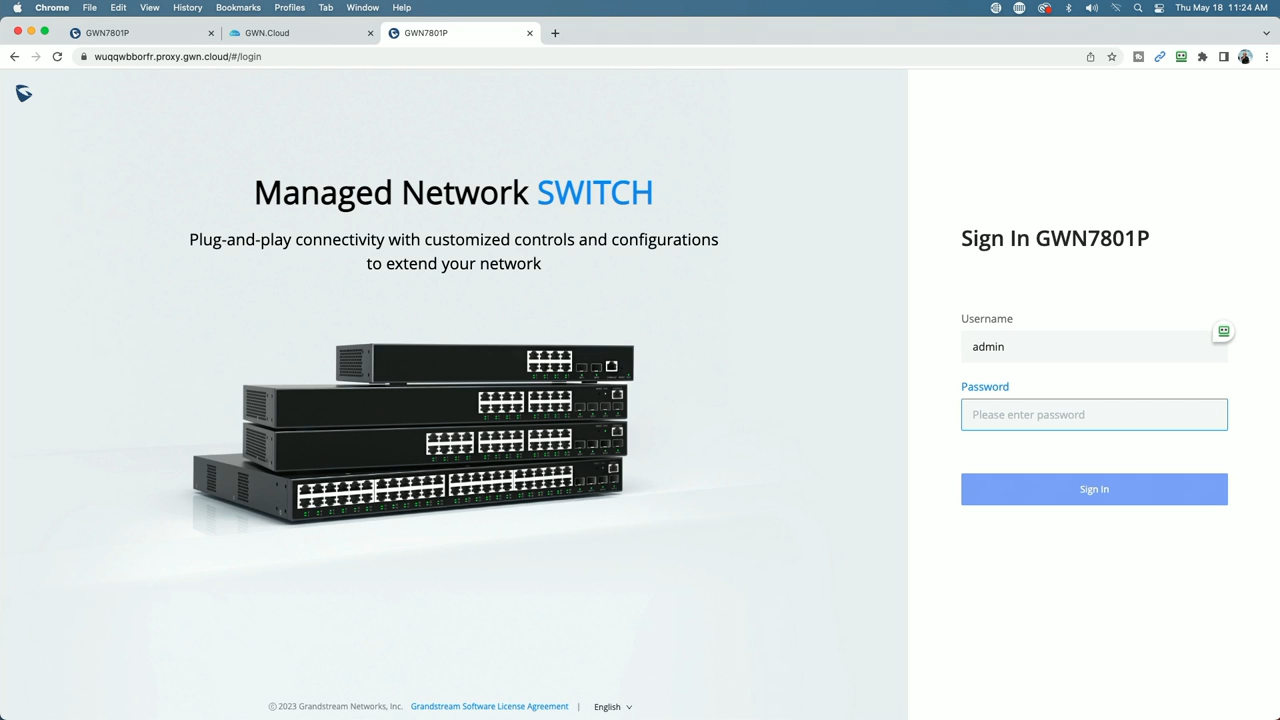 Chrome File Edit View History Bookmarks Profiles Tab Window Help Thu May 18 11:24 AM
GWN7801P GWN.Cloud GWN7801P
wuqqwbborfr.proxy.gwn.cloud/#/login
Managed Network SWITCH
Plug-and-play connectivity with customized controls and configurations
to extend your network
Sign In GWN7801P
Username
admin
Password
Please enter password
Sign In
© 2023 Grandstream Networks, Inc. Grandstream Software License Agreement | English